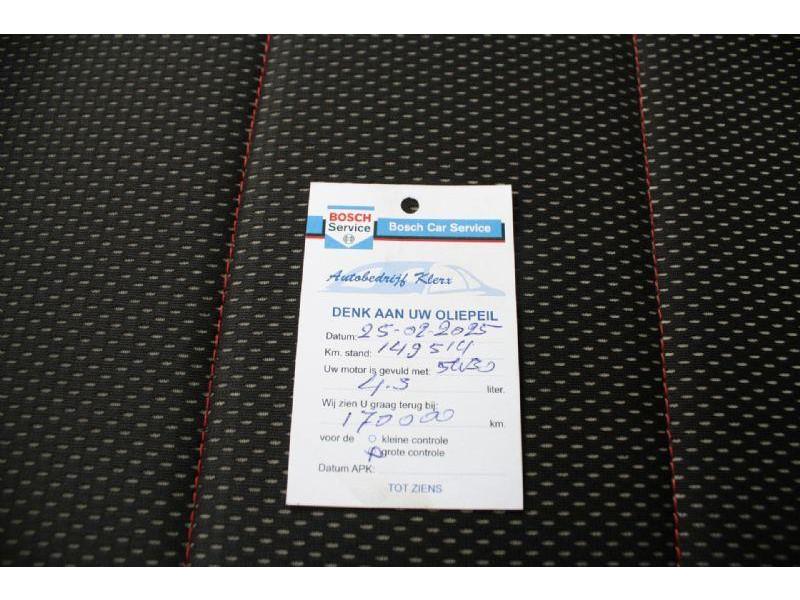 BOSCH
Service
Bosch Car Service
Autobedrijf Klerx
DENK AAN UW OLIEPEIL
Datum: 25-02-2025
Km. stand: 149514
Uw motor is gevuld met: 5W30
4.3 liter.
Wij zien U graag terug bij:
170000 km.
voor de kleine controle
grote controle
Datum APK:
TOT ZIENS